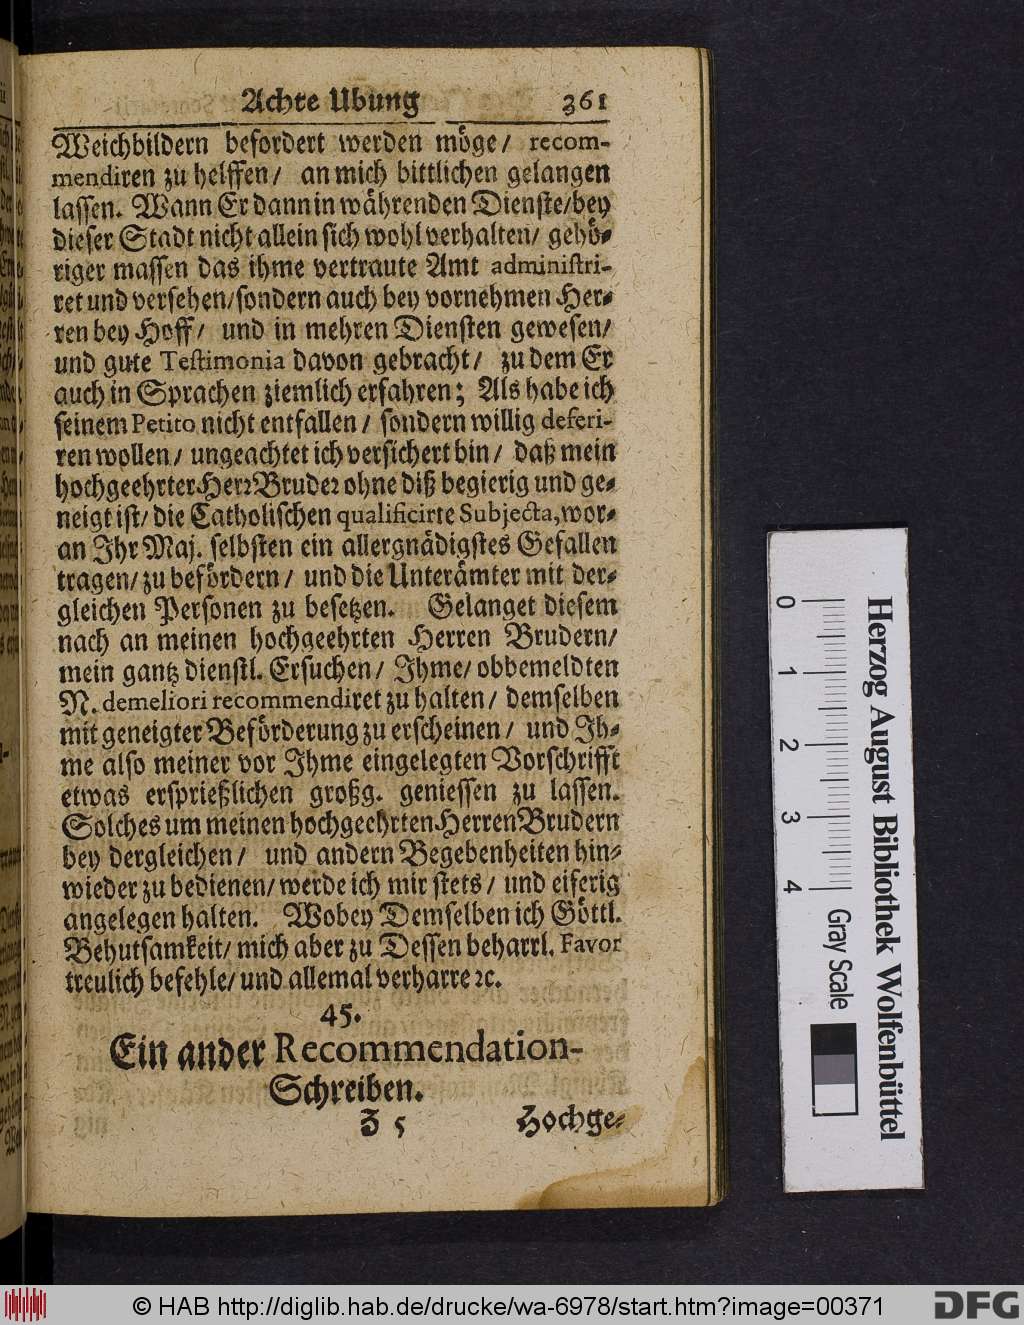 Achte Ubung 361
Weichbildern befordert werden möge/ recom-
mendiren zu helffen/ an mich bittlichen gelangen
lassen. Wann Er dann in währenden Dienste/bey
dieser Stadt nicht allein sich wohl verhalten/ gehö-
riger massen das ihme vertraute Amt administri-
ret und versehen/sondern auch bey vornehmen Her-
ren bey Hoff/ und in mehren Diensten gewesen/
und gute Testimonia davon gebracht/ zu dem Er
auch in Sprachen ziemlich erfahren; Als habe ich
seinem Petito nicht entfallen/ sondern willig deferi-
ren wollen/ ungeachtet ich versichert bin/ daß mein
hochgeehrter Herr Bruder ohne diß begierig und ge-
neigt ist/ die Catholischen qualificirte Subjecta, wor-
an Ihr Maj. selbsten ein allergnädigstes Gefallen
tragen/ zu befördern/ und die Unterämter mit der-
gleichen Personen zu besetzen. Gelanget diesem
nach an meinen hochgeehrten Herren Brudern/
mein gantz dienstl. Ersuchen/ Ihme/ obbemeldten
N. demeliori recommendiret zu halten/ demselben
mit geneigter Beförderung zu erscheinen/ und Ih-
me also meiner vor Ihme eingelegten Vorschrifft
etwas ersprießlichen großg. geniessen zu lassen.
Solches um meinen hochgeehrten Herren Brudern
bey dergleichen/ und andern Begebenheiten hin-
wieder zu bedienen/ werde ich mir stets/ und eiferig
angelegen halten. Wobey Demselben ich Göttl.
Behutsamkeit/ mich aber zu Dessen beharrl. Favor
treulich befehle/ und allemal verharre ꝛc.
45.
Ein ander Recommendation-
Schreiben.
Z 5 Hochge-
0 1 2 3 4 Gray Scale
Herzog August Bibliothek Wolfenbüttel
© HAB http://diglib.hab.de/drucke/wa-6978/start.htm?image=00371 DFG